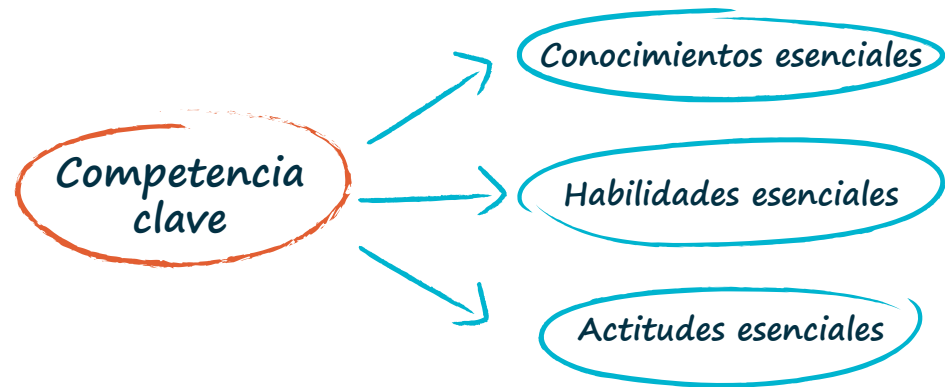 Competencia
clave
Conocimientos esenciales
Habilidades esenciales
Actitudes esenciales